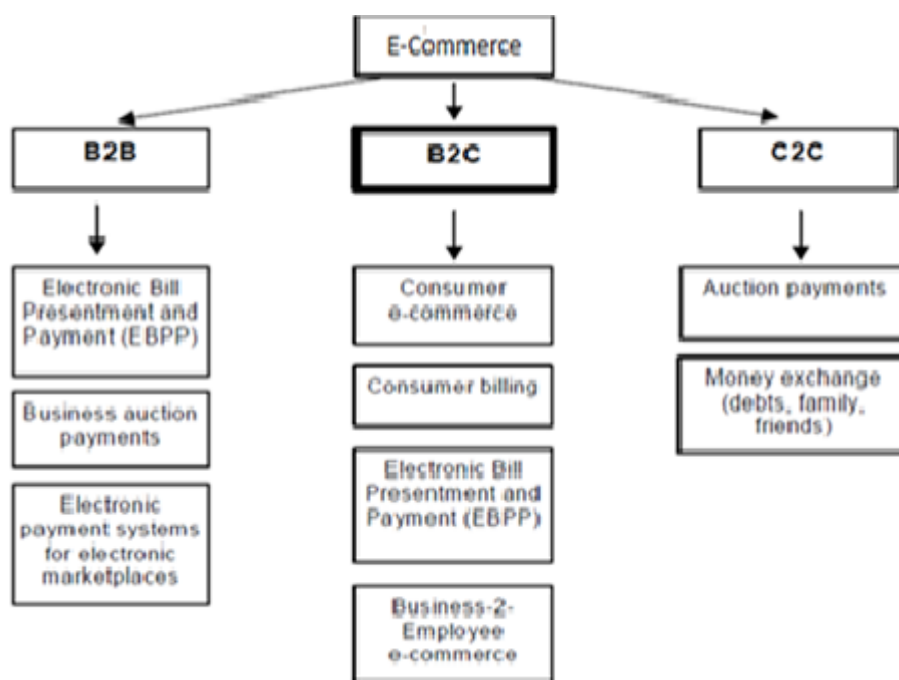 E-Commerce
B2B
B2C
C2C
Electronic Bill
Presentment and
Payment (EBPP)
Business auction
payments
Electronic
payment systems
for electronic
marketplaces
Consumer
e-commerce
Consumer billing
Electronic Bill
Presentment and
Payment (EBPP)
Business-2-
Employee
e-commerce
Auction payments
Money exchange
(debts, family,
friends)